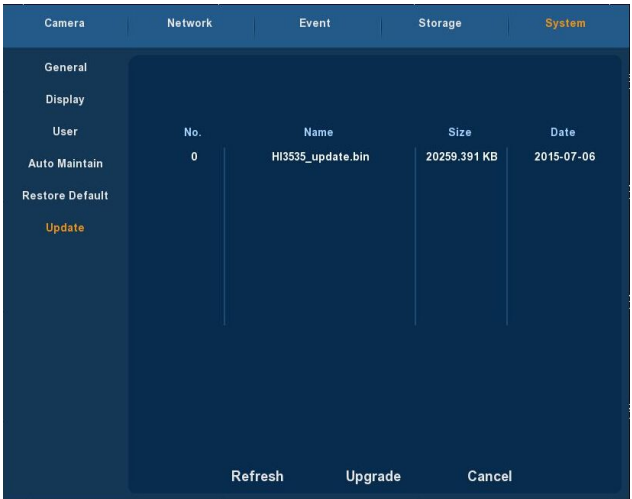 Camera Network Event Storage System
General
Display
User
Auto Maintain
Restore Default
Update
No. Name Size Date
0 HI3535_update.bin 20259.391 KB 2015-07-06
Refresh Upgrade Cancel